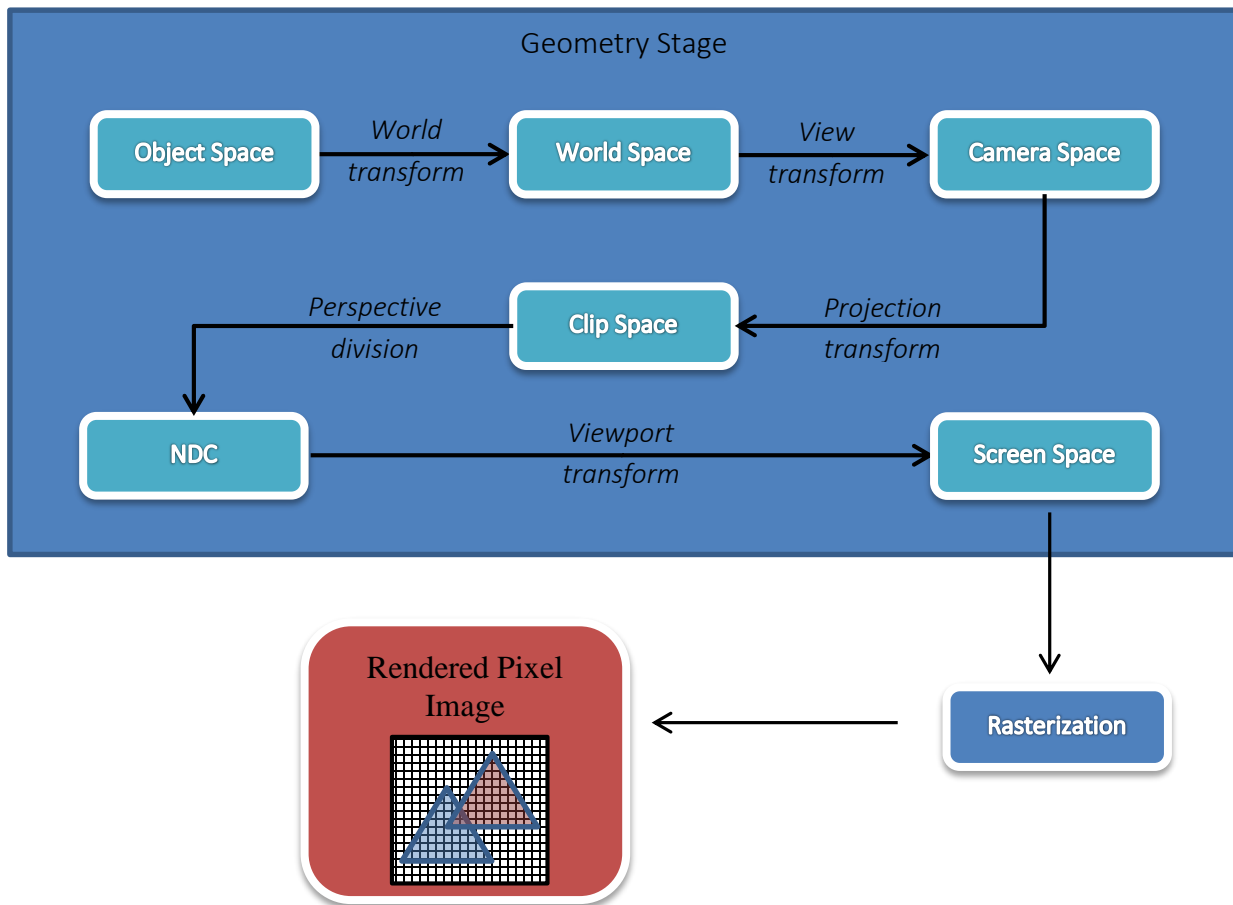 Geometry Stage
Object Space
World
transform
World Space
View
transform
Camera Space
Projection
transform
Clip Space
Perspective
division
NDC
Viewport
transform
Screen Space
Rasterization
Rendered Pixel
Image